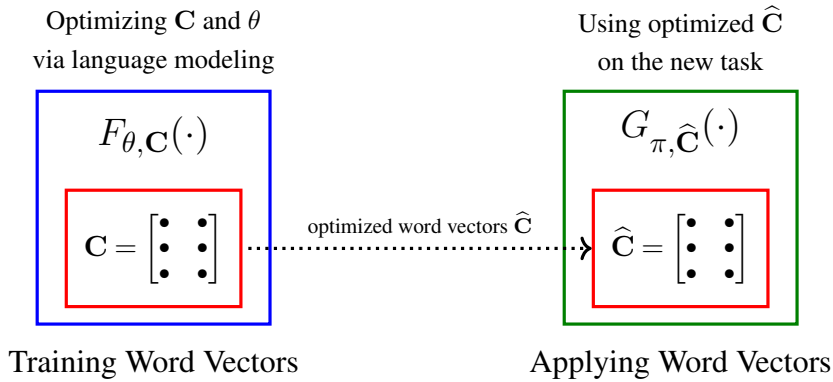 Optimizing C and θ
via language modeling
F_{θ,C}(·)
C = [• • • • • •]
Training Word Vectors
optimized word vectors Ĉ
Using optimized Ĉ
on the new task
G_{π,Ĉ}(·)
Ĉ = [• • • • • •]
Applying Word Vectors